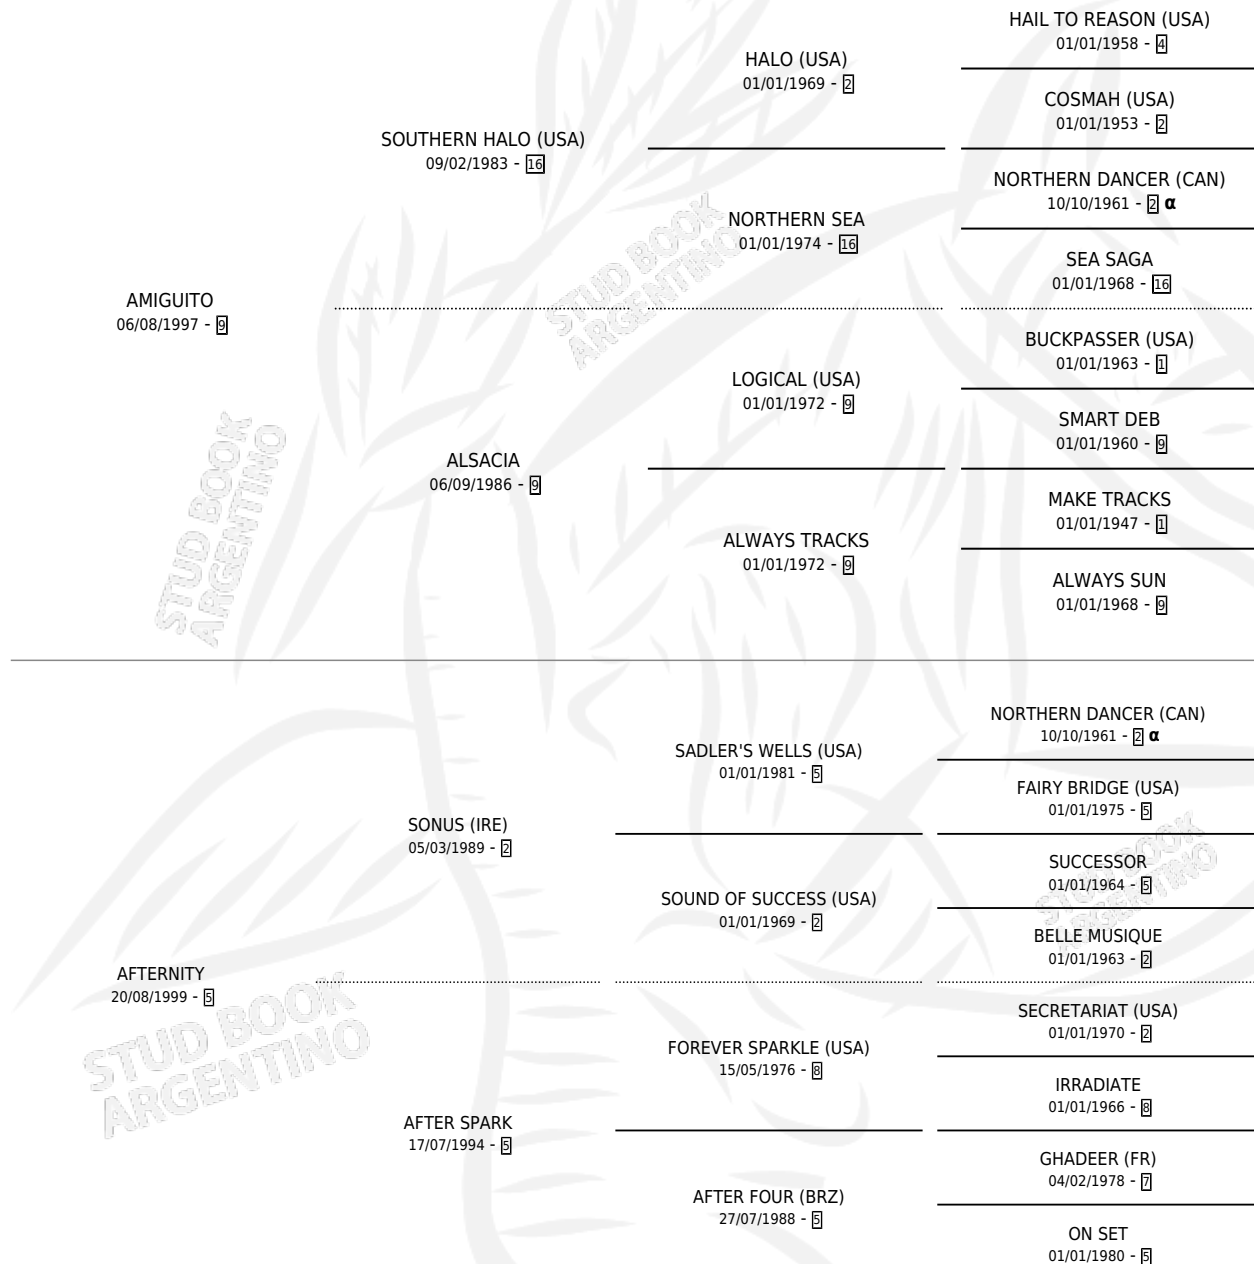 HAIL TO REASON (USA)
01/01/1958 - 4
HALO (USA)
01/01/1969 - 2
COSMAH (USA)
01/01/1953 - 2
SOUTHERN HALO (USA)
09/02/1983 - 16
NORTHERN DANCER (CAN)
10/10/1961 - 2 α
NORTHERN SEA
01/01/1974 - 16
SEA SAGA
01/01/1968 - 16
AMIGUITO
06/08/1997 - 9
BUCKPASSER (USA)
01/01/1963 - 1
LOGICAL (USA)
01/01/1972 - 9
SMART DEB
01/01/1960 - 9
ALSACIA
06/09/1986 - 9
MAKE TRACKS
01/01/1947 - 1
ALWAYS TRACKS
01/01/1972 - 9
ALWAYS SUN
01/01/1968 - 9
STUD BOOK
ARGENTINO
STUD BOOK
ARGENTINO
NORTHERN DANCER (CAN)
10/10/1961 - 2 α
SADLER'S WELLS (USA)
01/01/1981 - 5
FAIRY BRIDGE (USA)
01/01/1975 - 5
SONUS (IRE)
05/03/1989 - 2
SUCCESSOR
01/01/1964 - 5
SOUND OF SUCCESS (USA)
01/01/1969 - 2
BELLE MUSIQUE
01/01/1963 - 2
STUD BOOK
ARGENTINO
AFTERNITY
20/08/1999 - 5
SECRETARIAT (USA)
01/01/1970 - 2
FOREVER SPARKLE (USA)
15/05/1976 - 8
IRRADIATE
01/01/1966 - 8
AFTER SPARK
17/07/1994 - 5
GHADEER (FR)
04/02/1978 - 7
AFTER FOUR (BRZ)
27/07/1988 - 5
ON SET
01/01/1980 - 5
STUD BOOK
ARGENTINO